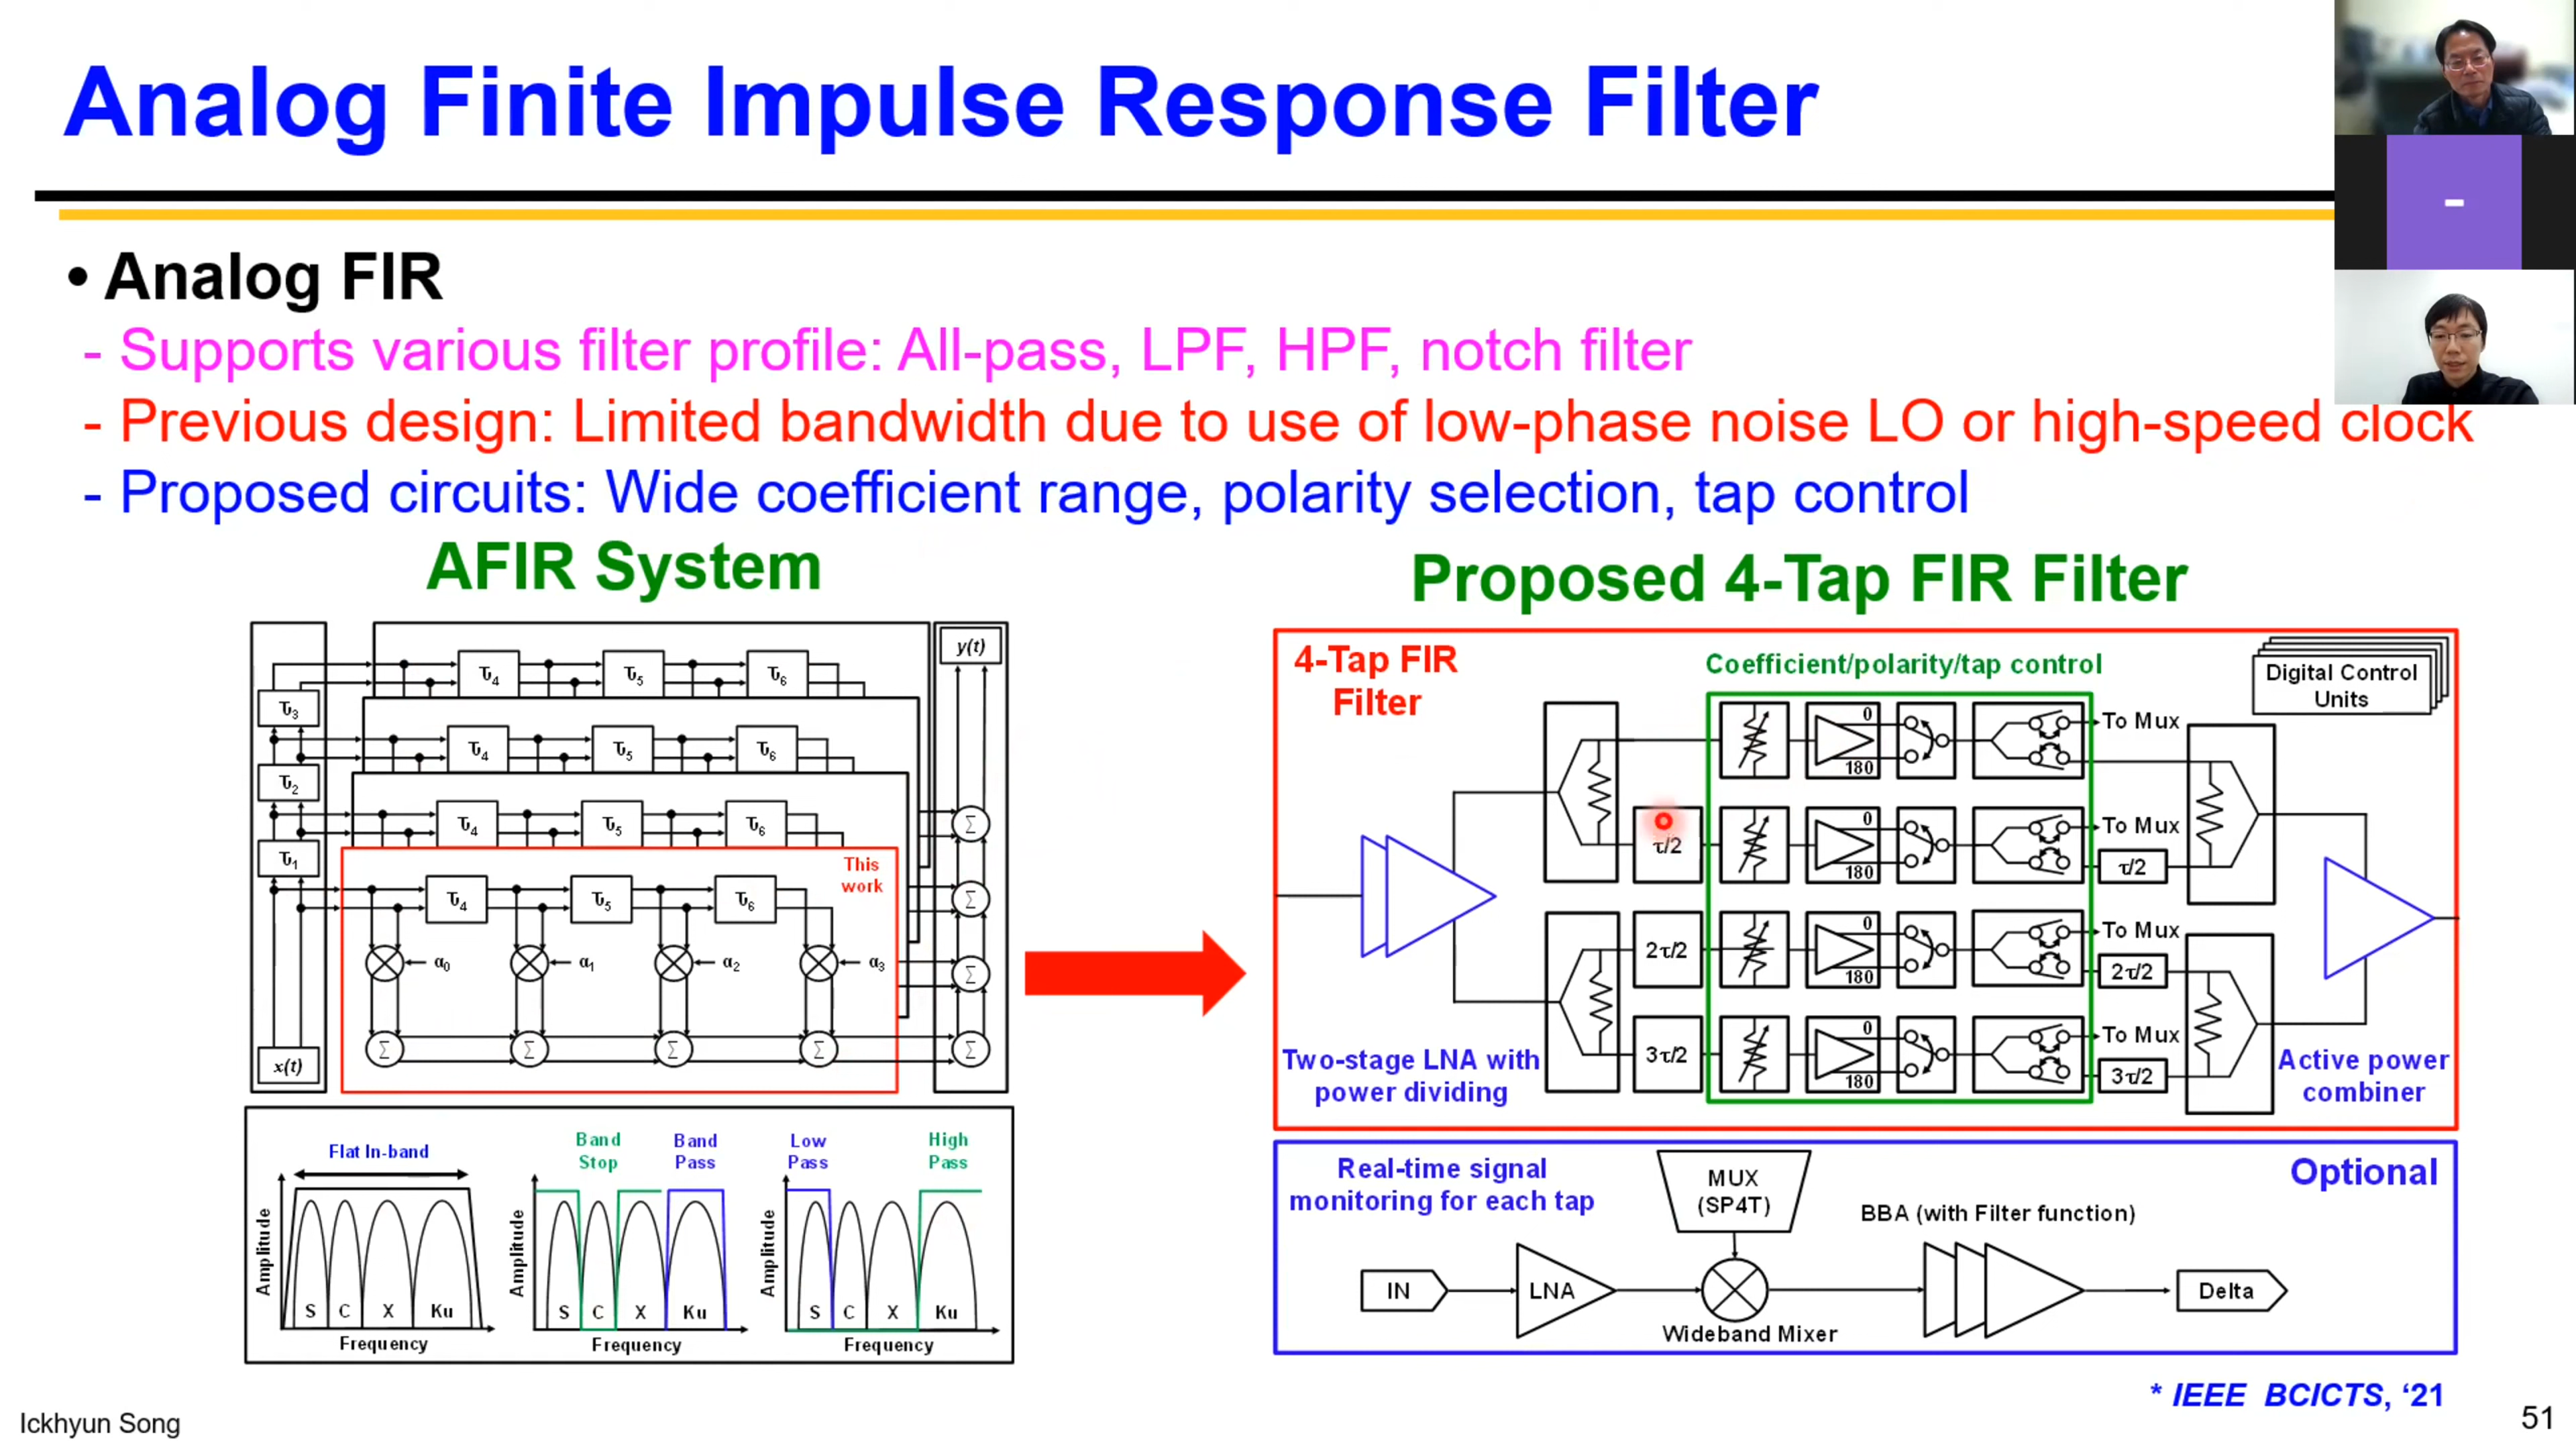 Analog Finite Impulse Response Filter
-
• Analog FIR
- Supports various filter profile: All-pass, LPF, HPF, notch filter
- Previous design: Limited bandwidth due to use of low-phase noise LO or high-speed clock
- Proposed circuits: Wide coefficient range, polarity selection, tap control
AFIR System
τ4 τ5 τ6
τ3
τ4 τ5 τ6
τ2
τ4 τ5 τ6
τ1
This
work
τ4 τ5 τ6
α0 α1 α2 α3
Σ Σ Σ Σ
Σ
Σ
Σ
Σ
x(t)
y(t)
Flat In-band
Amplitude
S C X Ku
Frequency
Band
Stop
Band
Pass
Amplitude
S C X Ku
Frequency
Low
Pass
High
Pass
Amplitude
S C X Ku
Frequency
Proposed 4-Tap FIR Filter
4-Tap FIR
Filter
Coefficient/polarity/tap control
Digital Control
Units
0
180
To Mux
τ/2
0
180
To Mux
τ/2
2τ/2
0
180
To Mux
2τ/2
3τ/2
0
180
To Mux
3τ/2
Two-stage LNA with
power dividing
Active power
combiner
Real-time signal
monitoring for each tap
MUX
(SP4T)
Optional
BBA (with Filter function)
IN
LNA
Wideband Mixer
Delta
* IEEE BCICTS, ‘21
Ickhyun Song
51